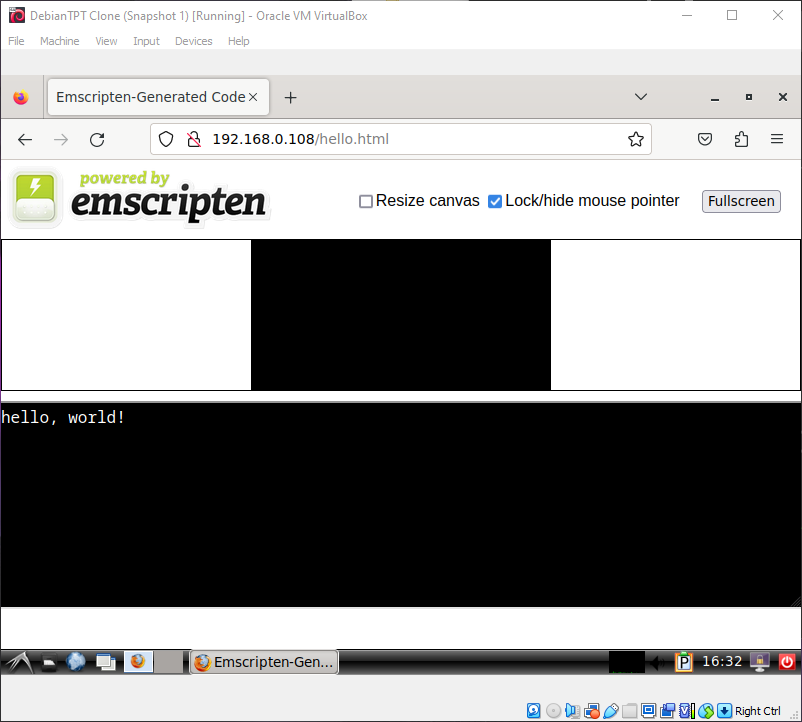 DebianTPT Clone (Snapshot 1) [Running] - Oracle VM VirtualBox
File Machine View Input Devices Help
Emscripten-Generated Code
192.168.0.108/hello.html
powered by
emscripten
Resize canvas
Lock/hide mouse pointer
Fullscreen
hello, world!
Emscripten-Gen...
P
16:32
Right Ctrl